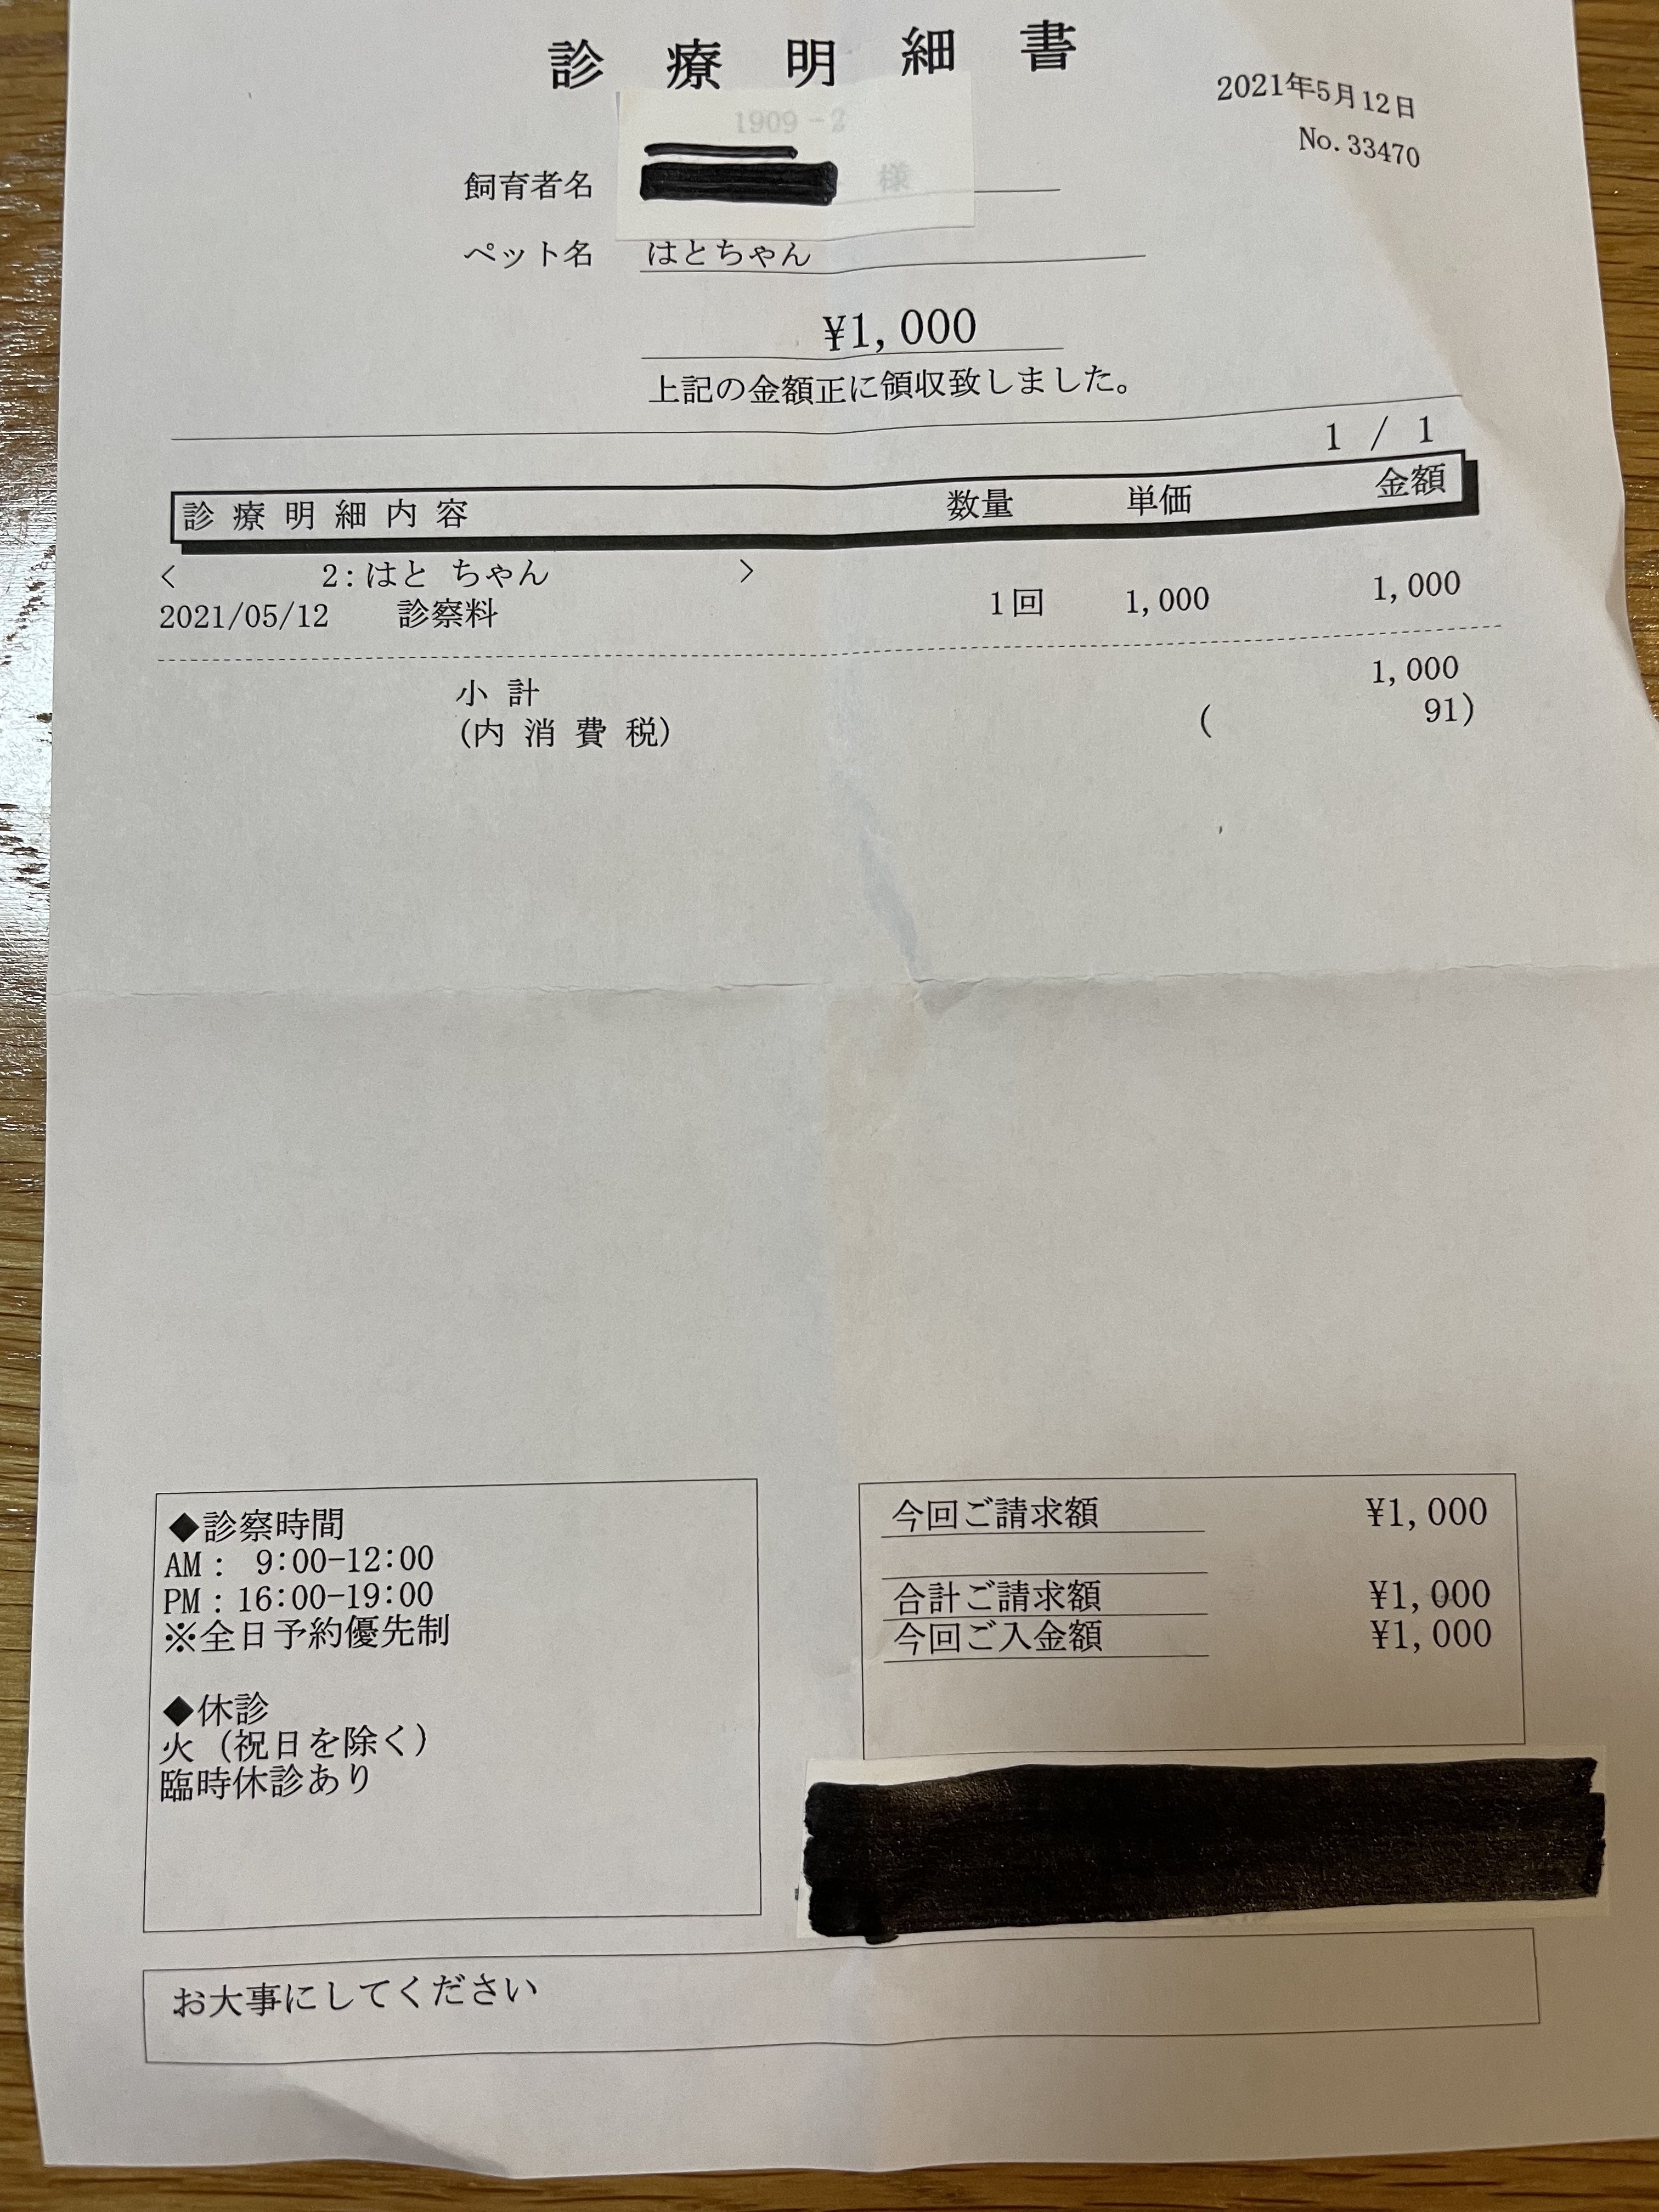 診療明細書
2021年5月12日
No.33470
1909-2
飼育者名 様
ペット名 はとちゃん
¥1,000
上記の金額正に領収致しました。
1 / 1
診療明細内容 数量 単価 金額
< 2:はと ちゃん >
2021/05/12 診察料 1回 1,000 1,000
小計 1,000
(内消費税) ( 91)
◆診察時間
AM: 9:00-12:00
PM:16:00-19:00
※全日予約優先制
◆休診
火(祝日を除く)
臨時休診あり
今回ご請求額 ¥1,000
合計ご請求額 ¥1,000
今回ご入金額 ¥1,000
お大事にしてください